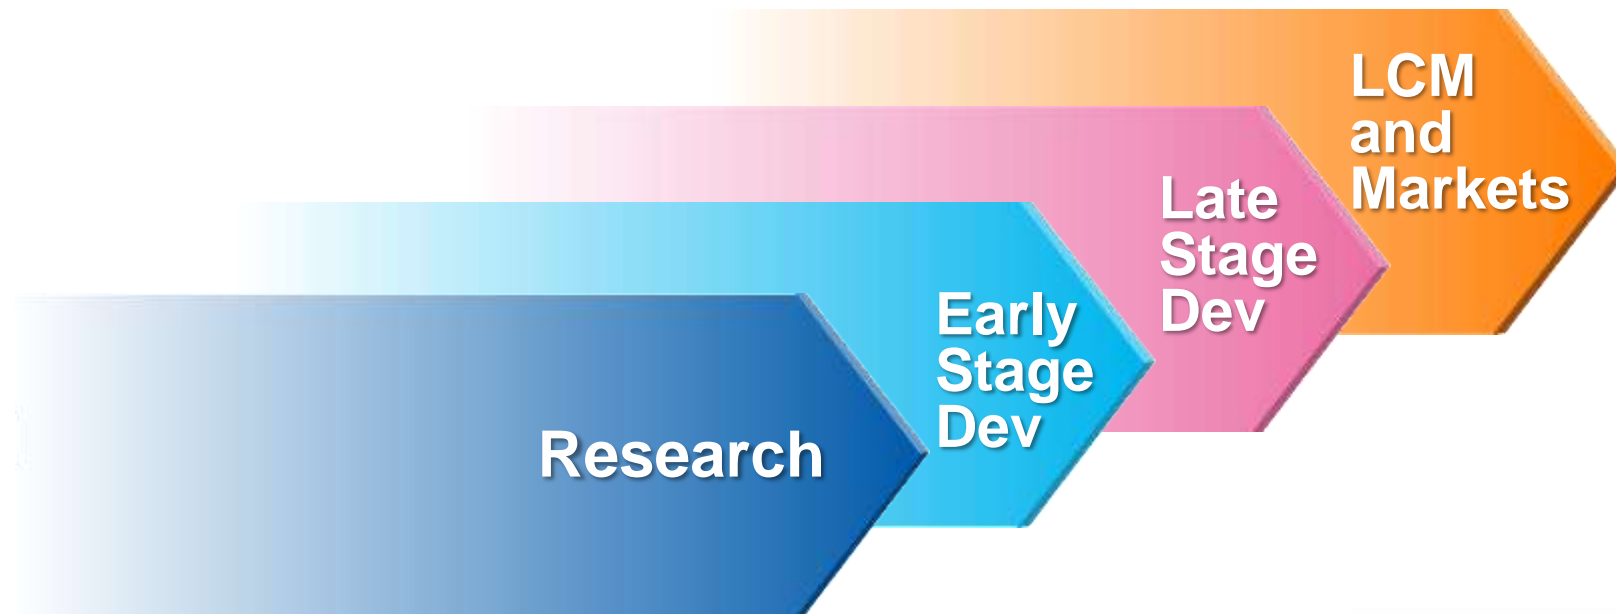 Research
Early
Stage
Dev
Late
Stage
Dev
LCM
and
Markets